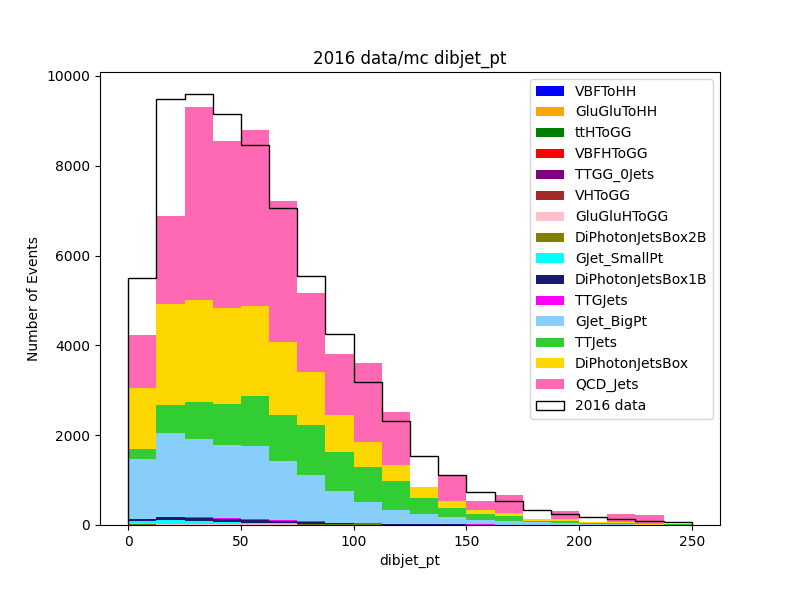 2016 data/mc dibjet_pt
10000
8000
6000
4000
2000
0
Number of Events
0
50
100
150
200
250
dibjet_pt
VBFToHH
GluGluToHH
ttHToGG
VBFHToGG
TTGG_0Jets
VHToGG
GluGluHToGG
DiPhotonJetsBox2B
GJet_SmallPt
DiPhotonJetsBox1B
TTGJets
GJet_BigPt
TTJets
DiPhotonJetsBox
QCD_Jets
2016 data